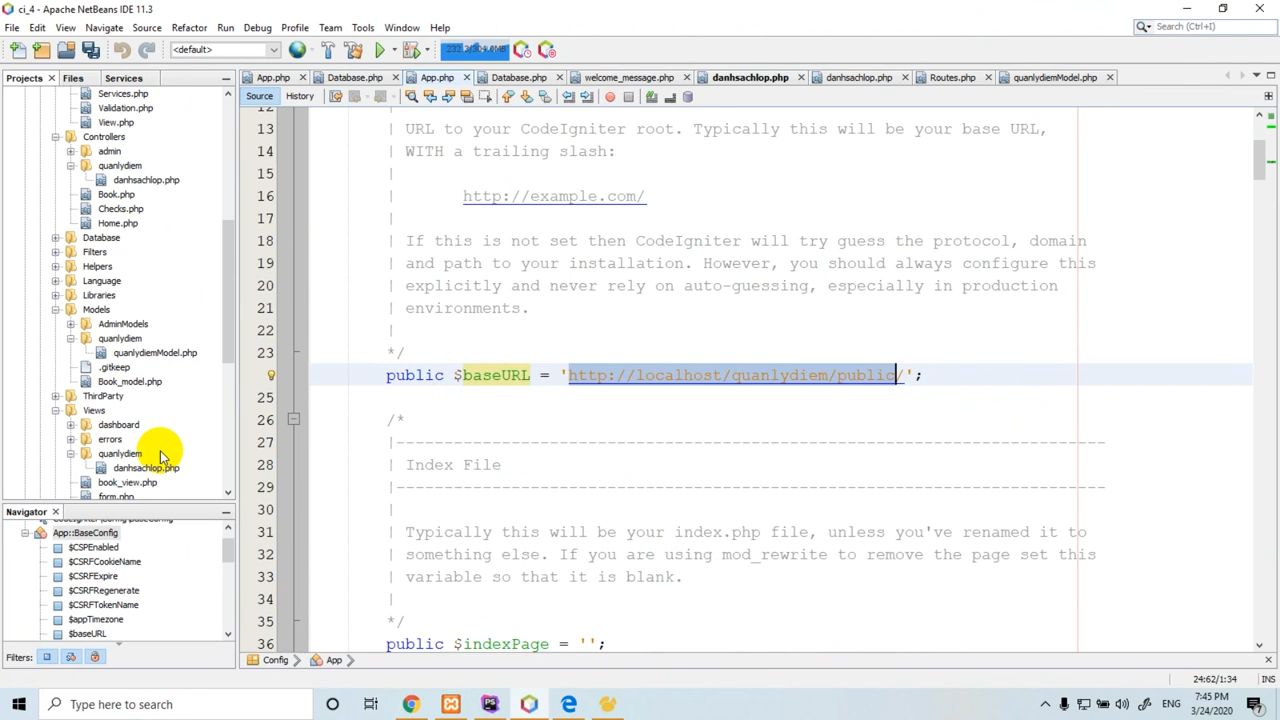 ci_4 - Apache NetBeans IDE 11.3
File Edit View Navigate Source Refactor Run Debug Profile Team Tools Window Help
Search (Ctrl+I)
<default>
232.2/304.0MB
Projects Files Services
App.php Database.php App.php Database.php welcome_message.php danhsachlop.php danhsachlop.php Routes.php quanlydiemModel.php
Source History
Services.php
Validation.php
View.php
Controllers
admin
quanlydiem
danhsachlop.php
Book.php
Checks.php
Home.php
Database
Filters
Helpers
Language
Libraries
Models
AdminModels
quanlydiem
quanlydiemModel.php
.gitkeep
Book_model.php
ThirdParty
Views
dashboard
errors
quanlydiem
danhsachlop.php
book_view.php
form.php
Navigator
CodeIgniter\Config\BaseConfig
App::BaseConfig
$CSPEnabled
$CSRFCookieName
$CSRFExpire
$CSRFRegenerate
$CSRFTokenName
$appTimezone
$baseURL
Filters:
12
13 | URL to your CodeIgniter root. Typically this will be your base URL,
14 | WITH a trailing slash:
15 |
16 | http://example.com/
17 |
18 | If this is not set then CodeIgniter will try guess the protocol, domain
19 | and path to your installation. However, you should always configure this
20 | explicitly and never rely on auto-guessing, especially in production
21 | environments.
22 |
23 */
public $baseURL = 'http://localhost/quanlydiem/public/';
25
26 /*
27 |--------------------------------------------------------------------------
28 | Index File
29 |--------------------------------------------------------------------------
30 |
31 | Typically this will be your index.php file, unless you've renamed it to
32 | something else. If you are using mod_rewrite to remove the page set this
33 | variable so that it is blank.
34 |
35 */
36 public $indexPage = '';
Config App
24:62/1:34 INS
Type here to search
7:45 PM
3/24/2020
7